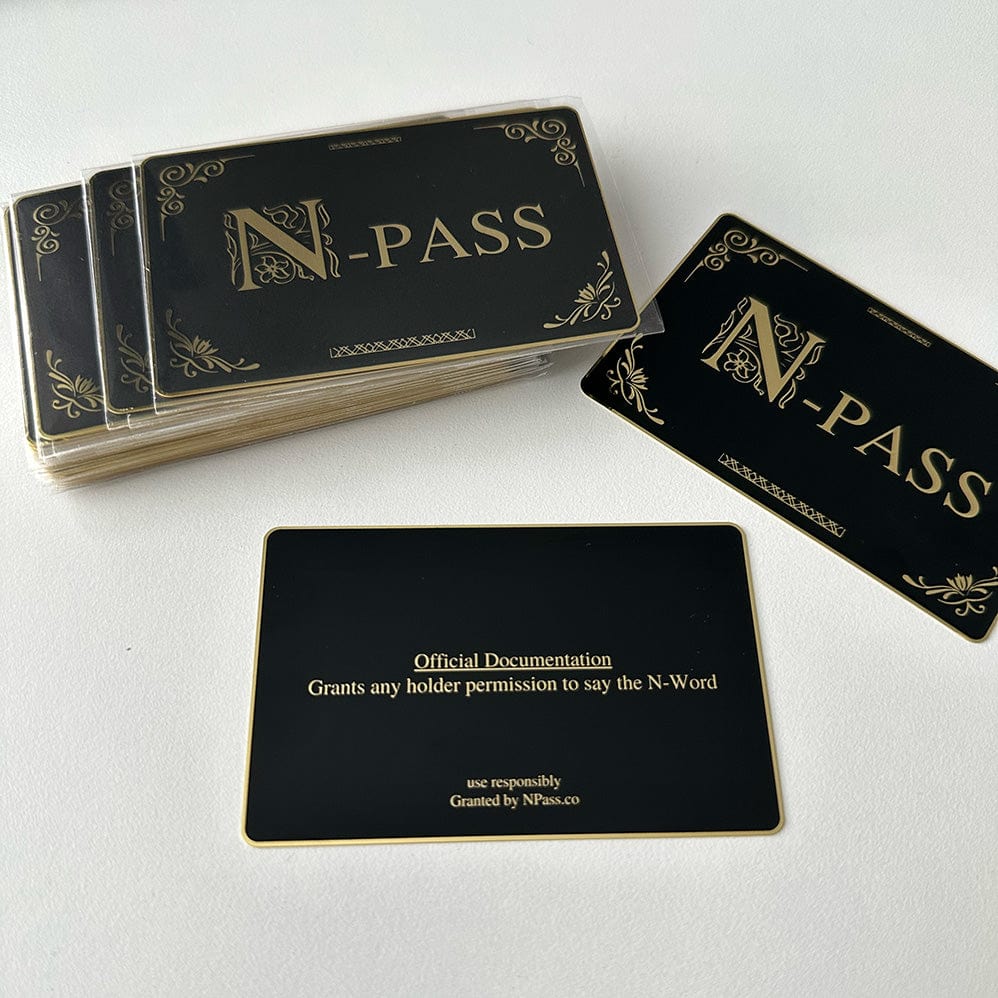 N-PASS
N-PASS
Official Documentation
Grants any holder permission to say the N-Word
use responsibly
Granted by NPass.co